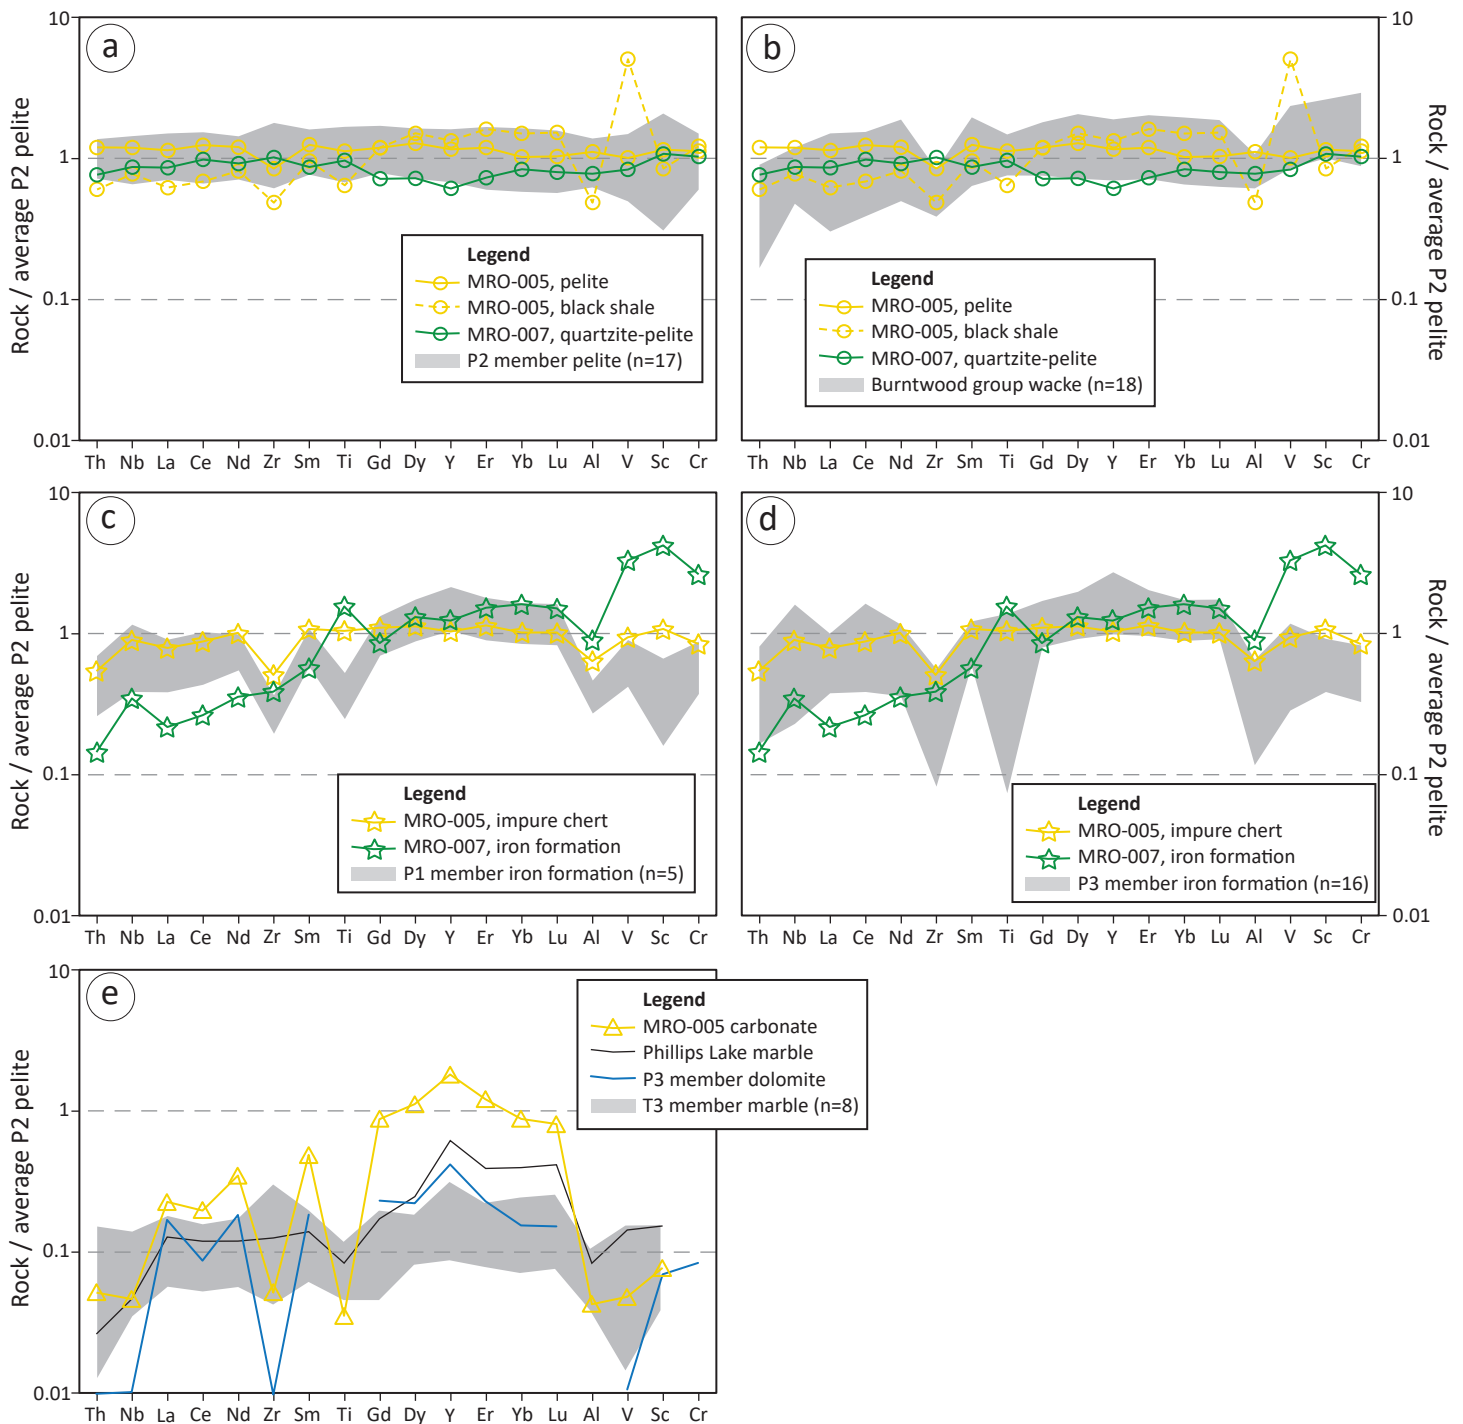 a
10
1
0.1
0.01
Rock / average P2 pelite
Legend
MRO-005, pelite
MRO-005, black shale
MRO-007, quartzite-pelite
P2 member pelite (n=17)
Th Nb La Ce Nd Zr Sm Ti Gd Dy Y Er Yb Lu Al V Sc Cr
b
10
1
0.1
0.01
Rock / average P2 pelite
Legend
MRO-005, pelite
MRO-005, black shale
MRO-007, quartzite-pelite
Burntwood group wacke (n=18)
Th Nb La Ce Nd Zr Sm Ti Gd Dy Y Er Yb Lu Al V Sc Cr
c
10
1
0.1
0.01
Rock / average P2 pelite
Legend
MRO-005, impure chert
MRO-007, iron formation
P1 member iron formation (n=5)
Th Nb La Ce Nd Zr Sm Ti Gd Dy Y Er Yb Lu Al V Sc Cr
d
10
1
0.1
0.01
Rock / average P2 pelite
Legend
MRO-005, impure chert
MRO-007, iron formation
P3 member iron formation (n=16)
Th Nb La Ce Nd Zr Sm Ti Gd Dy Y Er Yb Lu Al V Sc Cr
e
10
1
0.1
0.01
Rock / average P2 pelite
Legend
MRO-005 carbonate
Phillips Lake marble
P3 member dolomite
T3 member marble (n=8)
Th Nb La Ce Nd Zr Sm Ti Gd Dy Y Er Yb Lu Al V Sc Cr